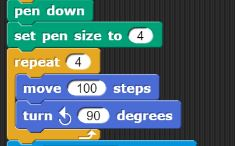 pen down
set pen size to 4
repeat 4
move 100 steps
turn 90 degrees